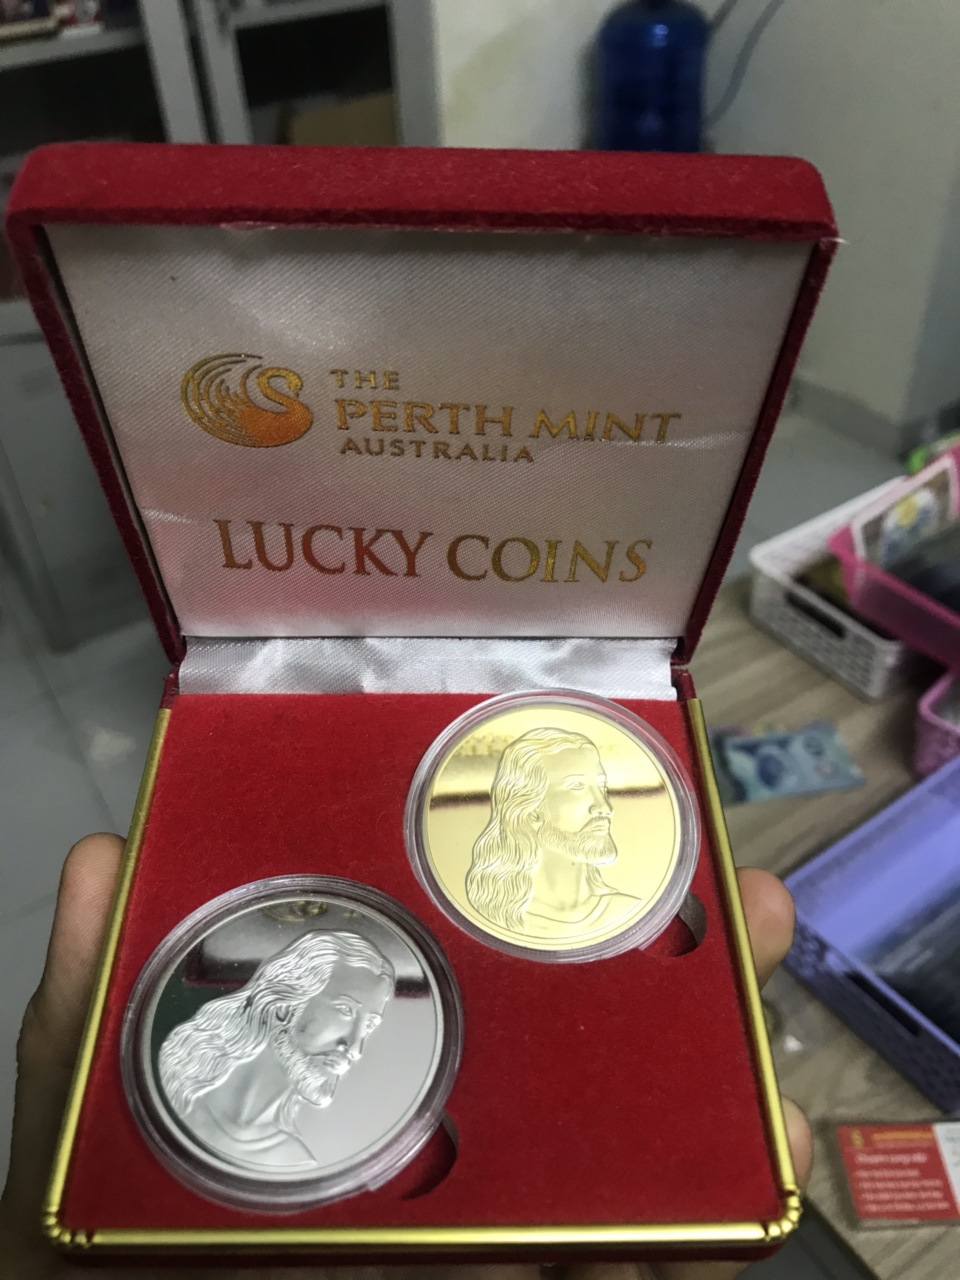 THE
PERTH MINT
AUSTRALIA
LUCKY COINS